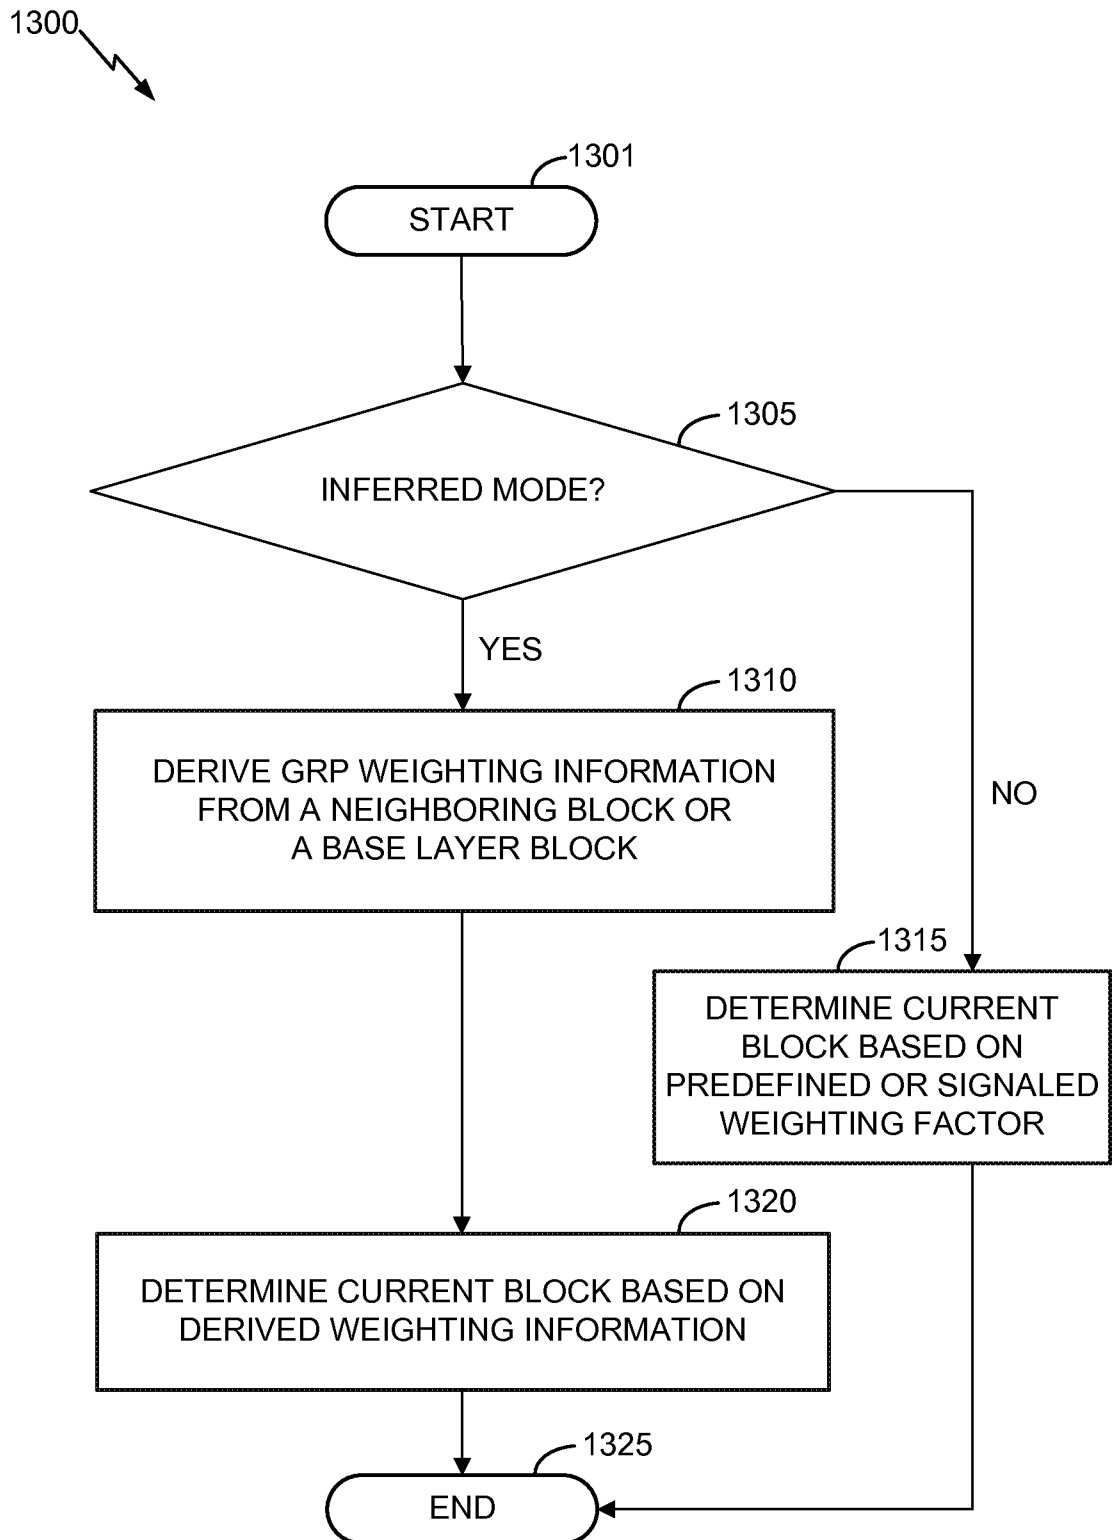 1300
1301
START
1305
INFERRED MODE?
YES
1310
DERIVE GRP WEIGHTING INFORMATION
FROM A NEIGHBORING BLOCK OR
A BASE LAYER BLOCK
NO
1315
DETERMINE CURRENT
BLOCK BASED ON
PREDEFINED OR SIGNALED
WEIGHTING FACTOR
1320
DETERMINE CURRENT BLOCK BASED ON
DERIVED WEIGHTING INFORMATION
1325
END